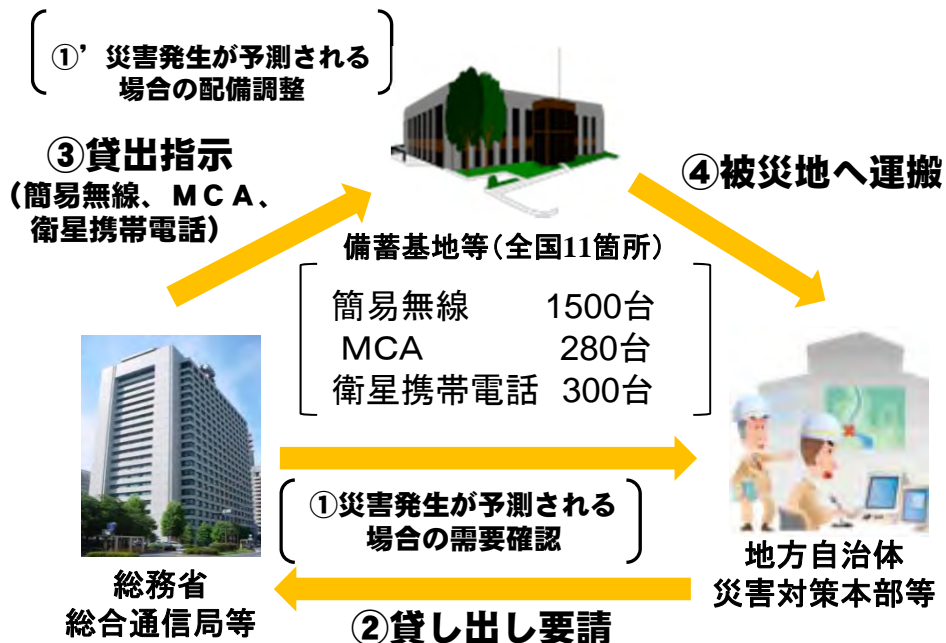 ①’災害発生が予測される
場合の配備調整
③貸出指示
(簡易無線、ＭＣＡ、
衛星携帯電話)
④被災地へ運搬
備蓄基地等(全国11箇所)
簡易無線 1500台
MCA 280台
衛星携帯電話 300台
①災害発生が予測される
場合の需要確認
②貸し出し要請
総務省
総合通信局等
地方自治体
災害対策本部等